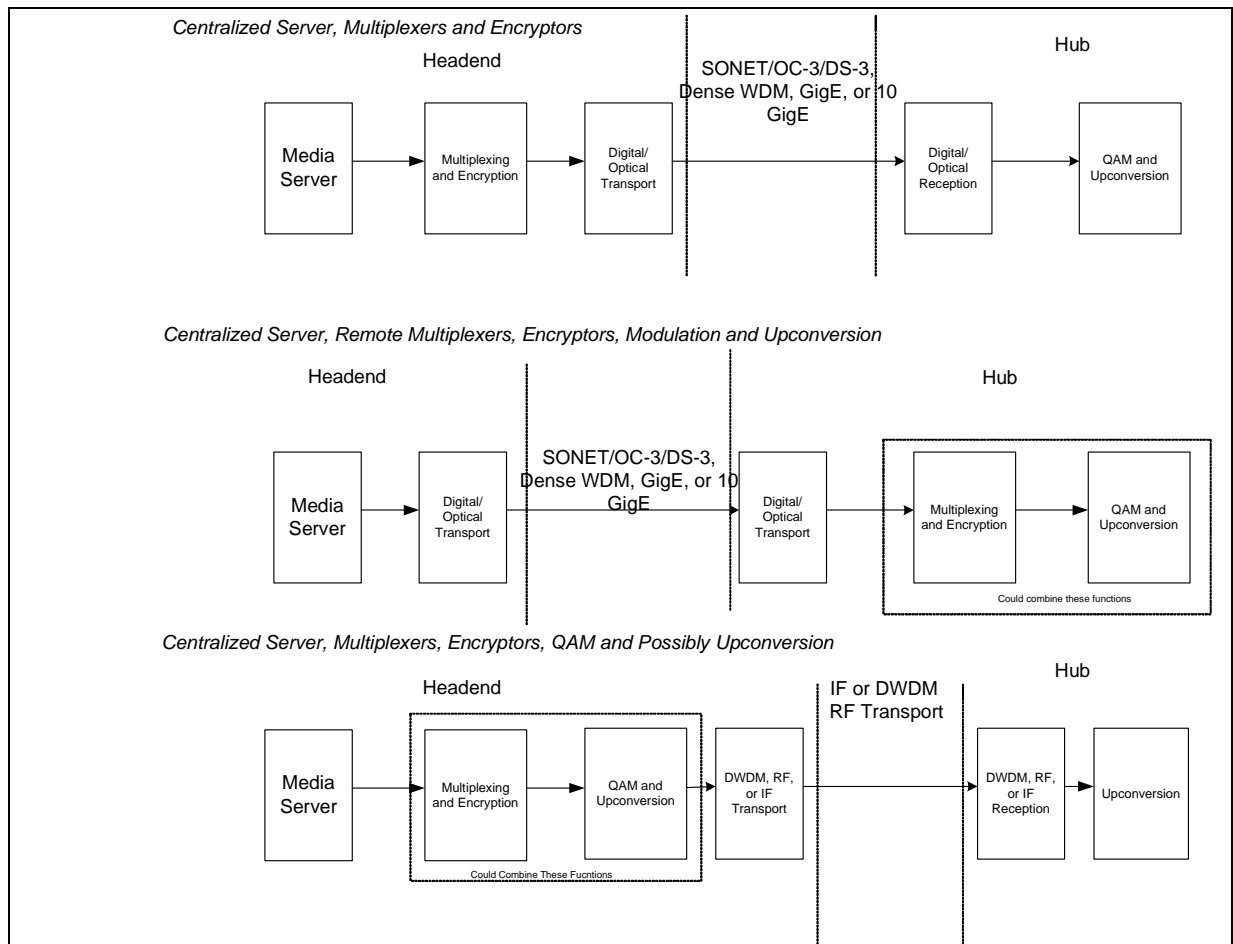 Centralized Server, Multiplexers and Encryptors
Headend
SONET/OC-3/DS-3,
Dense WDM, GigE, or 10
GigE
Hub
Media
Server
Multiplexing
and Encryption
Digital/
Optical
Transport
Digital/
Optical
Reception
QAM and
Upconversion
Centralized Server, Remote Multiplexers, Encryptors, Modulation and Upconversion
Headend
Hub
SONET/OC-3/DS-3,
Dense WDM, GigE, or 10
GigE
Media
Server
Digital/
Optical
Transport
Digital/
Optical
Transport
Multiplexing
and Encryption
QAM and
Upconversion
Could combine these functions
Centralized Server, Multiplexers, Encryptors, QAM and Possibly Upconversion
Headend
IF or DWDM
RF Transport
Hub
Media
Server
Multiplexing
and Encryption
QAM and
Upconversion
DWDM, RF,
or IF
Transport
DWDM, RF,
or IF
Reception
Upconversion
Could Combine These Fucntions